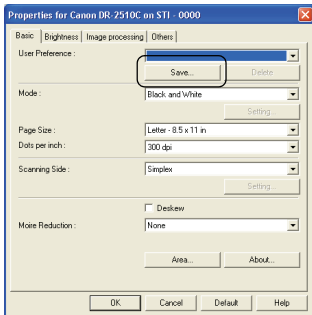 Properties for Canon DR-2510C on STI - 0000
Basic Brightness Image processing Others
User Preference :
Save... Delete
Mode : Black and White
Setting...
Page Size : Letter - 8.5 x 11 in
Dots per inch : 300 dpi
Scanning Side : Simplex
Setting...
Deskew
Moire Reduction : None
Area... About...
OK Cancel Default Help